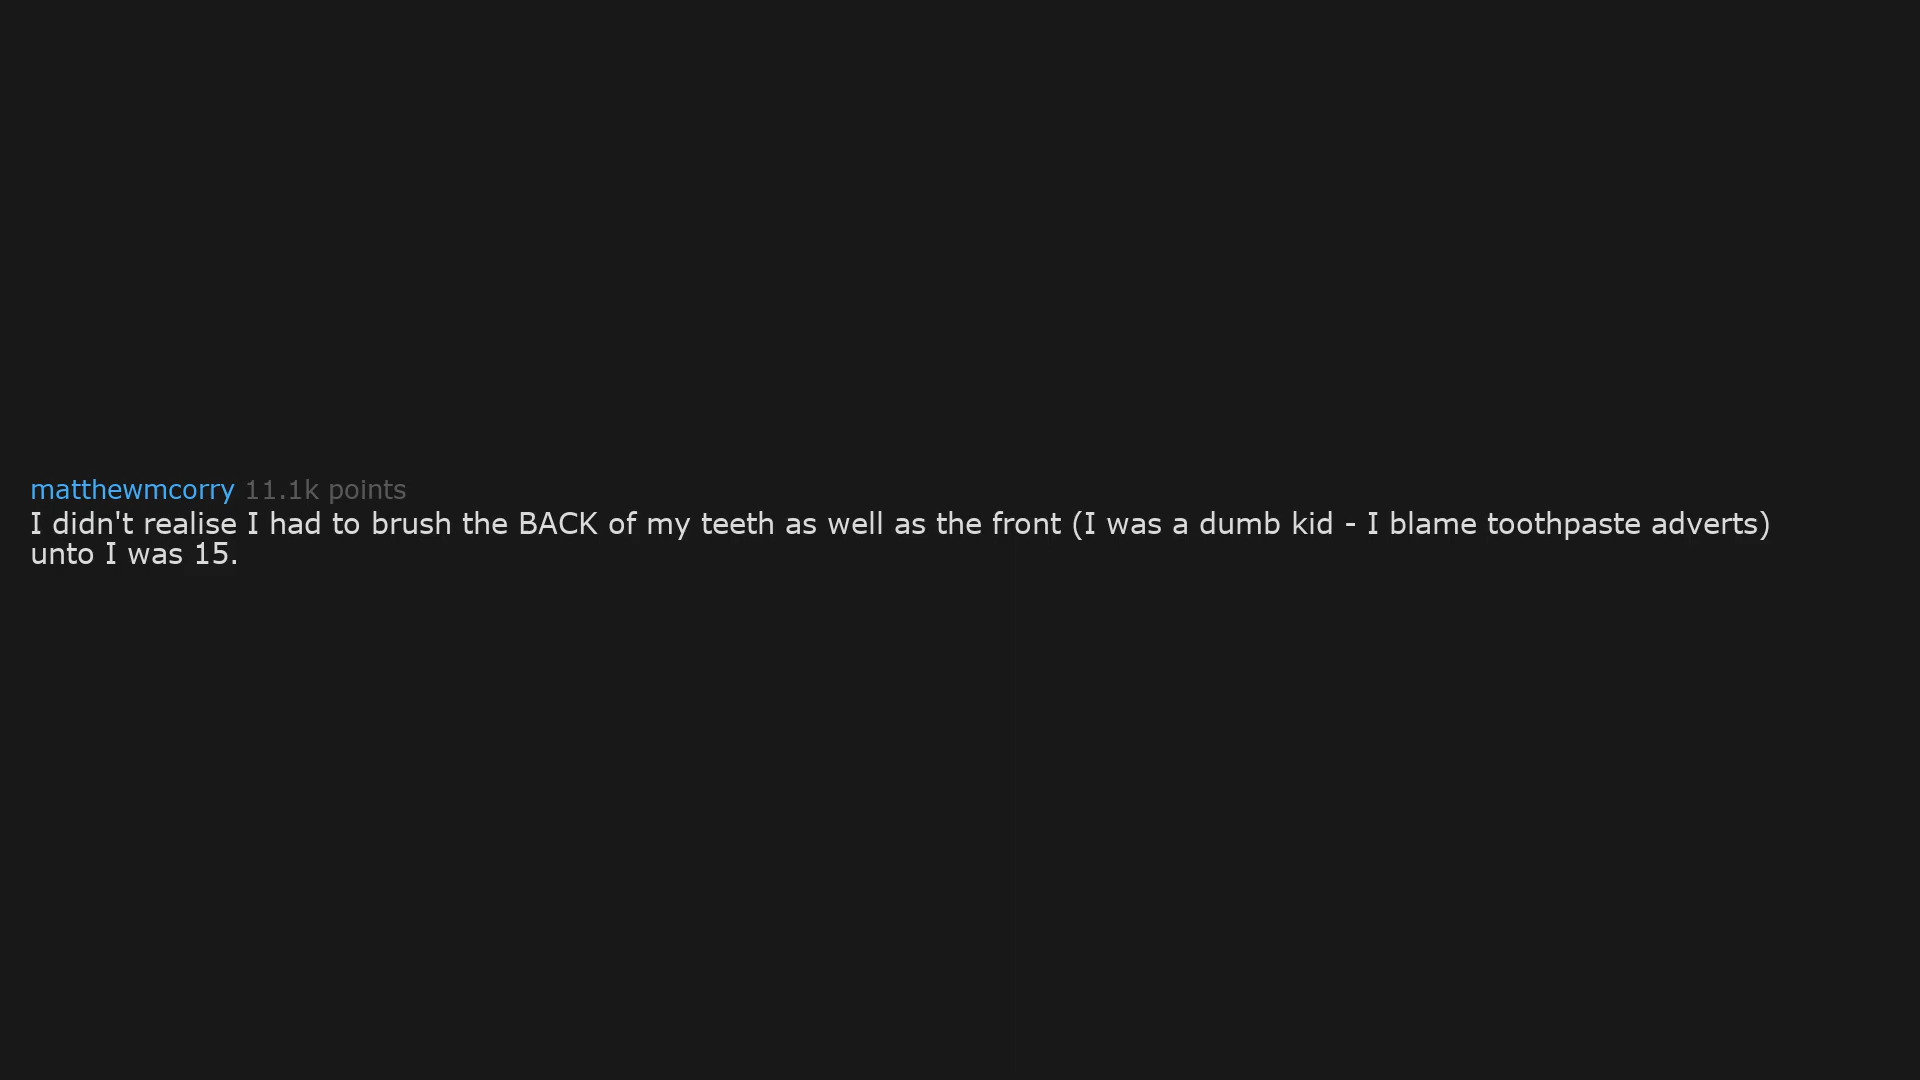 matthewmcorry 11.1k points
I didn't realise I had to brush the BACK of my teeth as well as the front (I was a dumb kid - I blame toothpaste adverts)
unto I was 15.